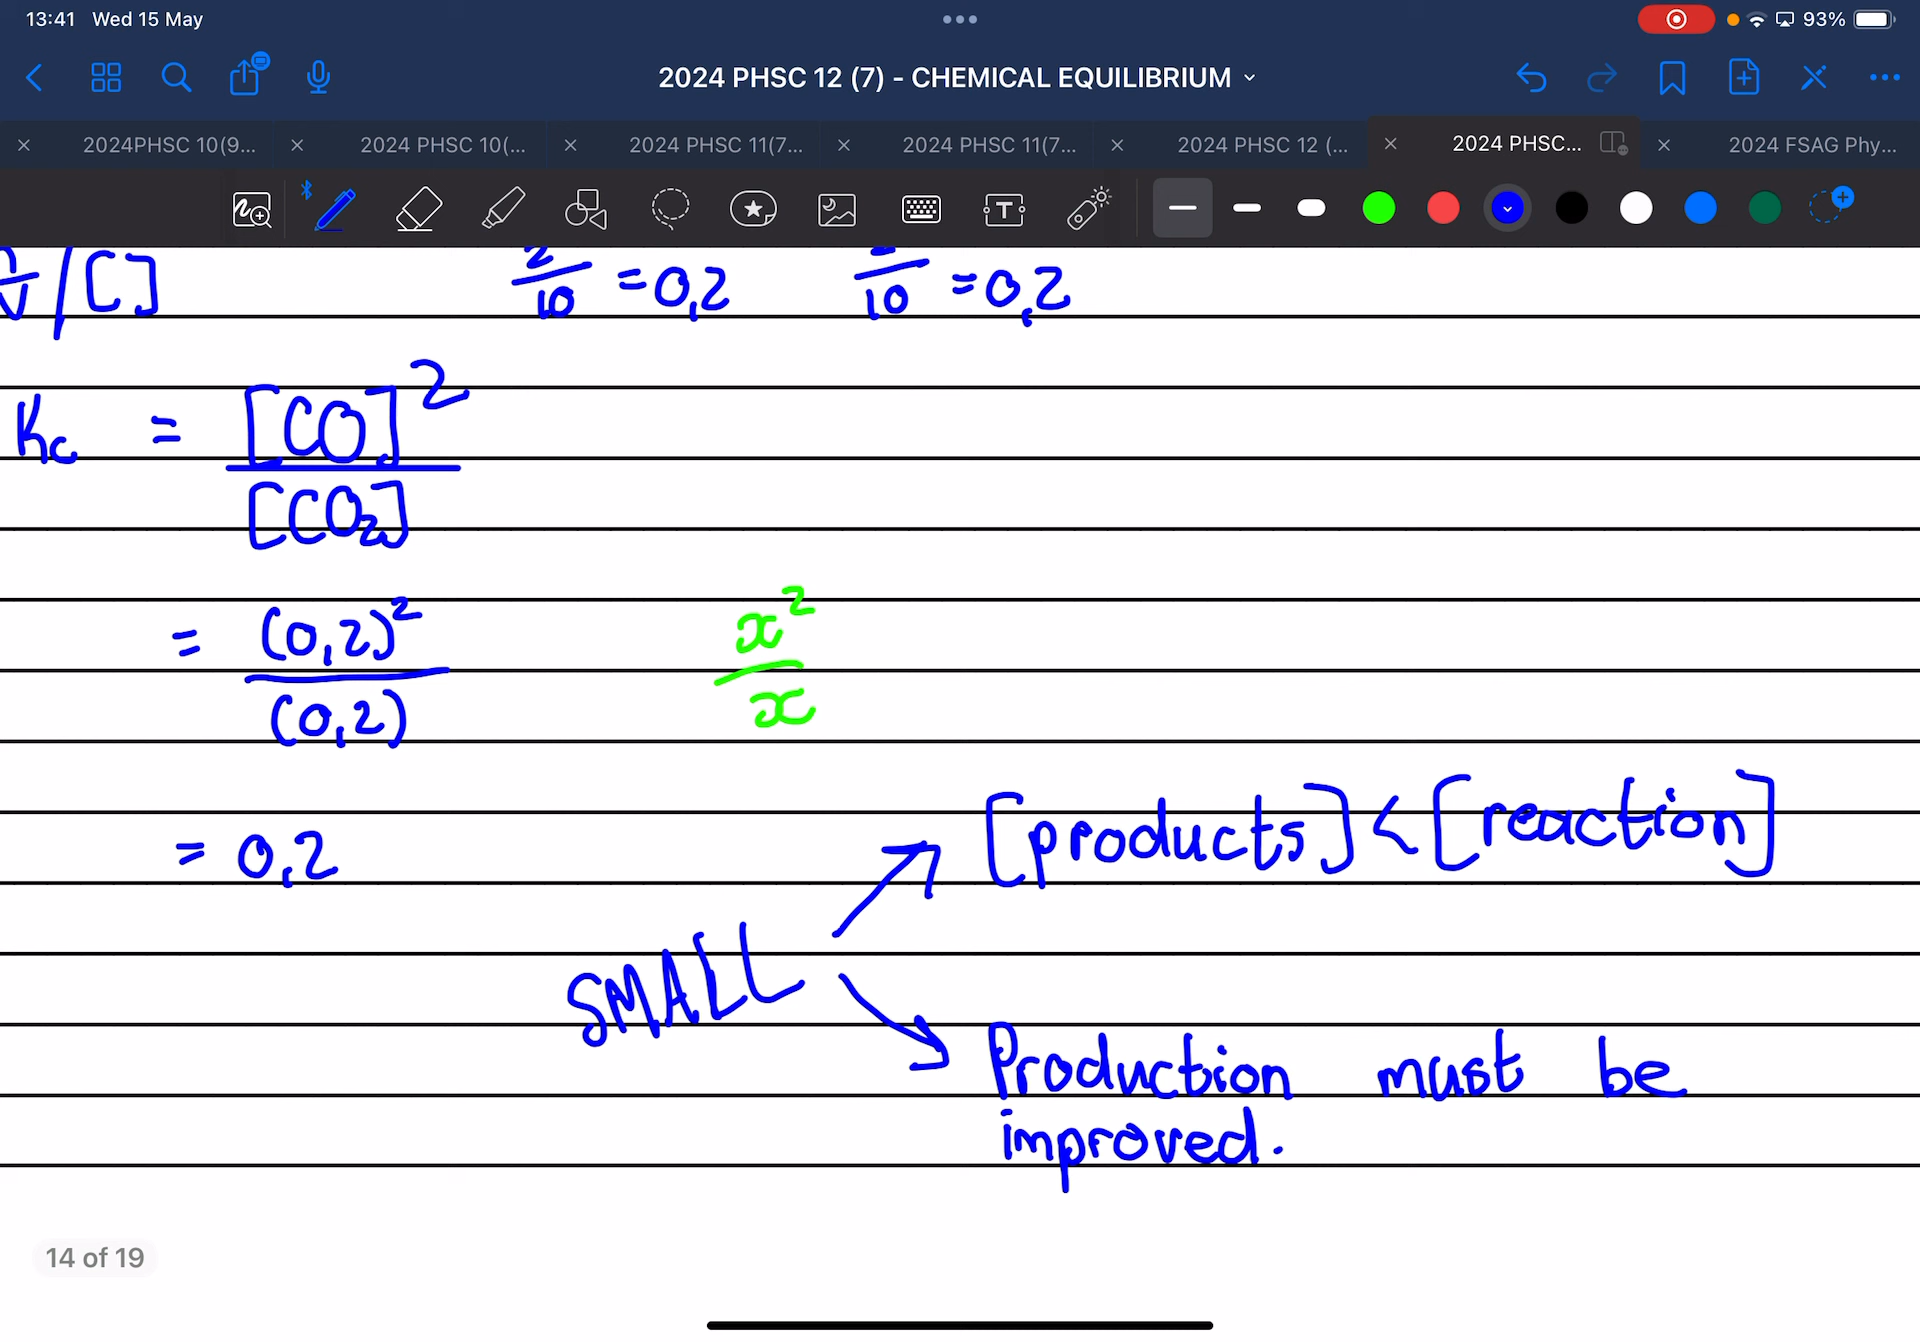 13:41 Wed 15 May
93%
2024 PHSC 12 (7) - CHEMICAL EQUILIBRIUM
2024PHSC 10(9... 2024 PHSC 10(... 2024 PHSC 11(7... 2024 PHSC 11(7... 2024 PHSC 12 (... 2024 PHSC... 2024 FSAG Phy...
n/V /[ ] 2/10 = 0,2 2/10 = 0,2
Kc = [CO]²
[CO₂]
= (0,2)² x²
(0,2) x
[products] < [reaction]
= 0,2
SMALL
Production must be
improved.
14 of 19